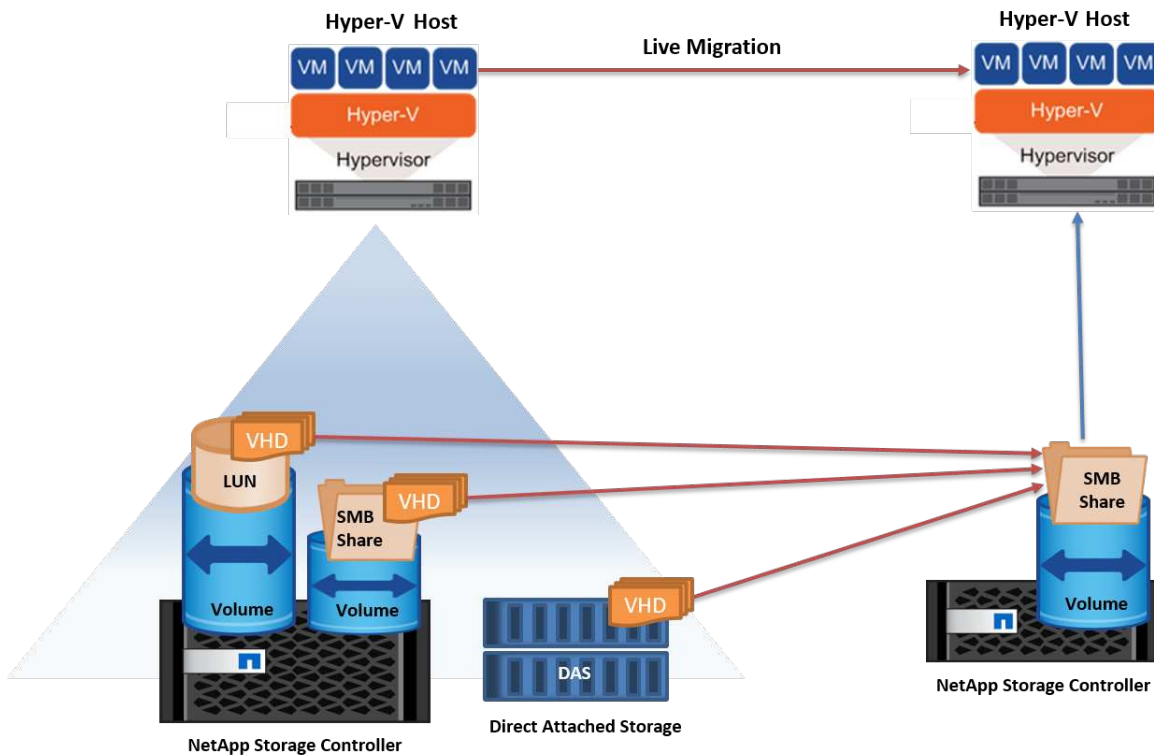 Hyper-V Host
VM VM VM VM
Hyper-V
Hypervisor
Live Migration
Hyper-V Host
VM VM VM VM
Hyper-V
Hypervisor
VHD
LUN
Volume
VHD
SMB
Share
Volume
NetApp Storage Controller
VHD
DAS
Direct Attached Storage
SMB
Share
Volume
NetApp Storage Controller